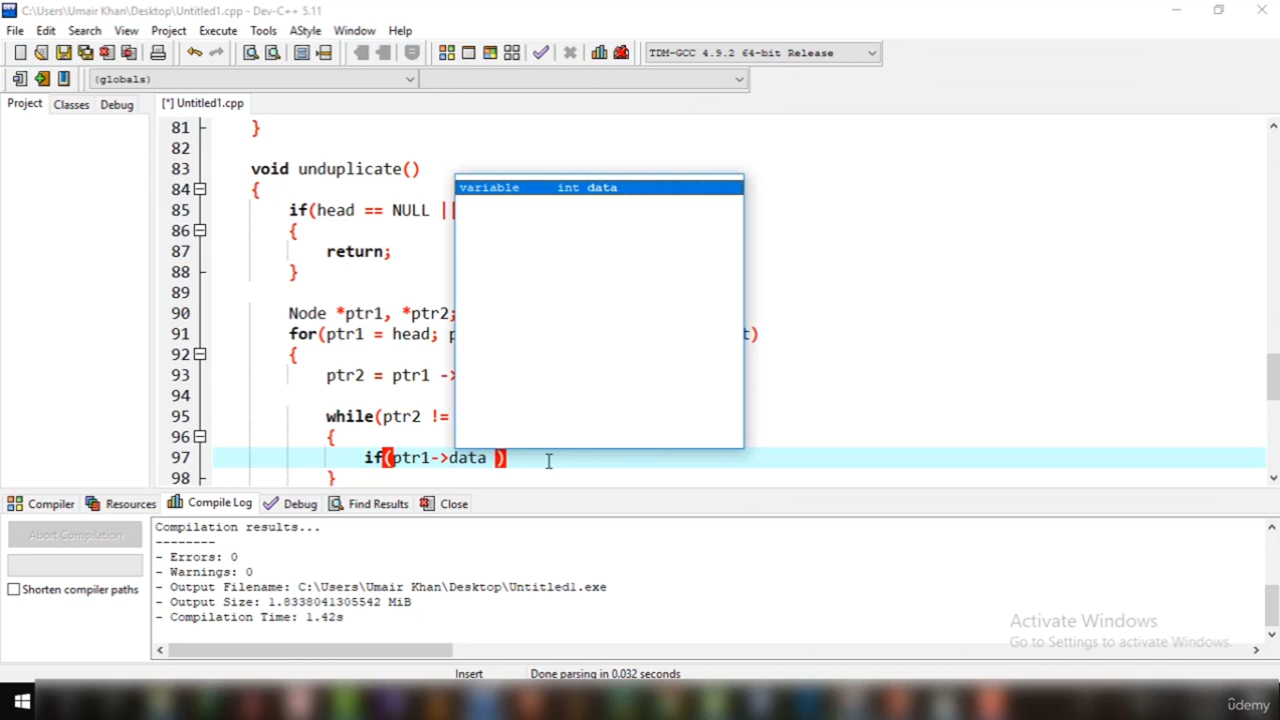 C:\Users\Umair Khan\Desktop\Untitled1.cpp - Dev-C++ 5.11
File Edit Search View Project Execute Tools AStyle Window Help
TDM-GCC 4.9.2 64-bit Release
(globals)
Project Classes Debug [*] Untitled1.cpp
81 }
82
83 void unduplicate()
84 {
85 if(head == NULL ||
86 {
87 return;
88 }
89
90 Node *ptr1, *ptr2;
91 for(ptr1 = head; p t)
92 {
93 ptr2 = ptr1 ->
94
95 while(ptr2 !=
96 {
97 if(ptr1->data )
98 }
variable int data
Compiler Resources Compile Log Debug Find Results Close
Abort Compilation
Shorten compiler paths
Compilation results...
--------
- Errors: 0
- Warnings: 0
- Output Filename: C:\Users\Umair Khan\Desktop\Untitled1.exe
- Output Size: 1.8338041305542 MiB
- Compilation Time: 1.42s
Activate Windows
Go to Settings to activate Windows.
Insert Done parsing in 0.032 seconds
ûdemy